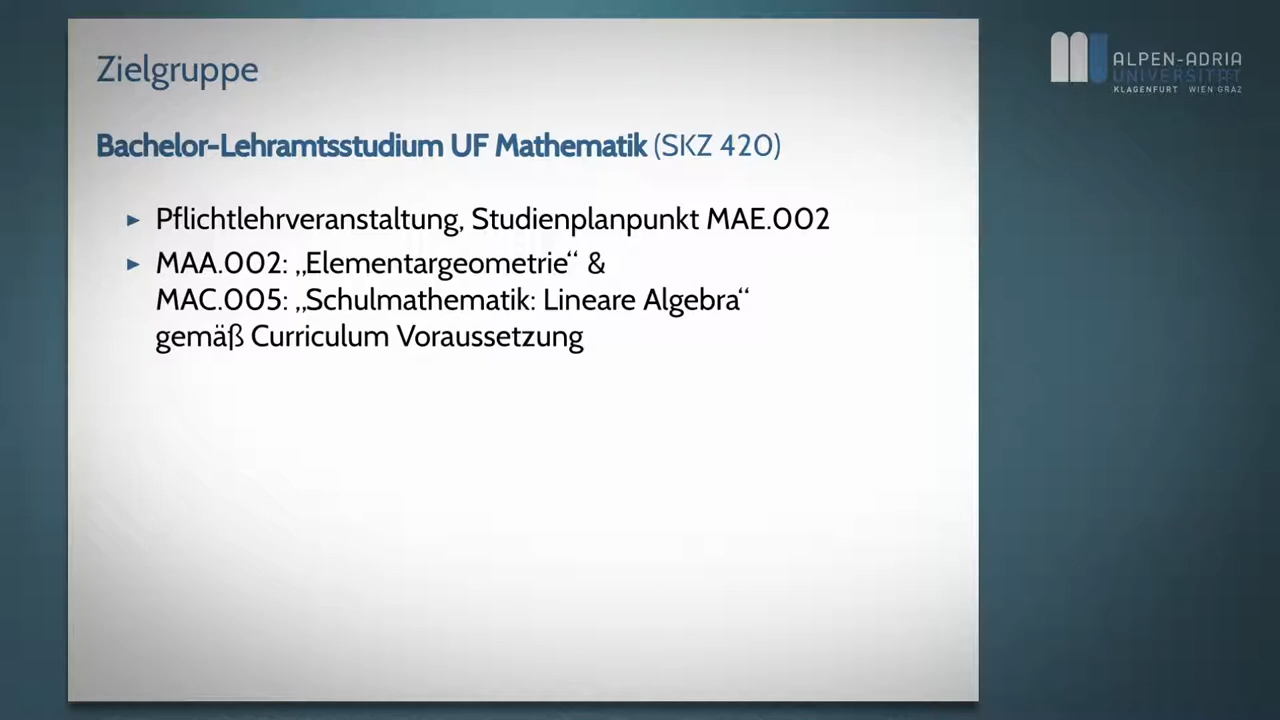 Zielgruppe
Bachelor-Lehramtsstudium UF Mathematik (SKZ 420)
▸ Pflichtlehrveranstaltung, Studienplanpunkt MAE.002
▸ MAA.002: „Elementargeometrie“ &
MAC.005: „Schulmathematik: Lineare Algebra“
gemäß Curriculum Voraussetzung
ALPEN-ADRIA
UNIVERSITÄT
KLAGENFURT WIEN GRAZ